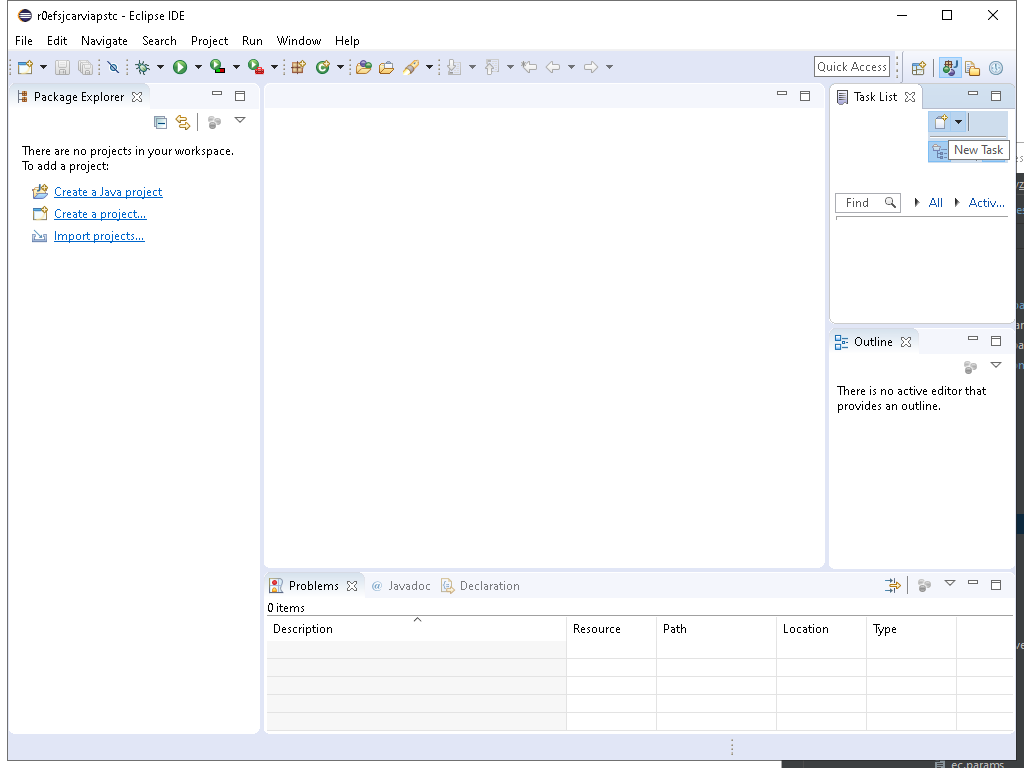 r0efsjcarviapstc - Eclipse IDE
File Edit Navigate Search Project Run Window Help
Quick Access
Package Explorer
There are no projects in your workspace.
To add a project:
Create a Java project
Create a project...
Import projects...
Task List
New Task
Find
All
Activ...
Outline
There is no active editor that
provides an outline.
Problems
@ Javadoc
Declaration
0 items
Description Resource Path Location Type
ec.params